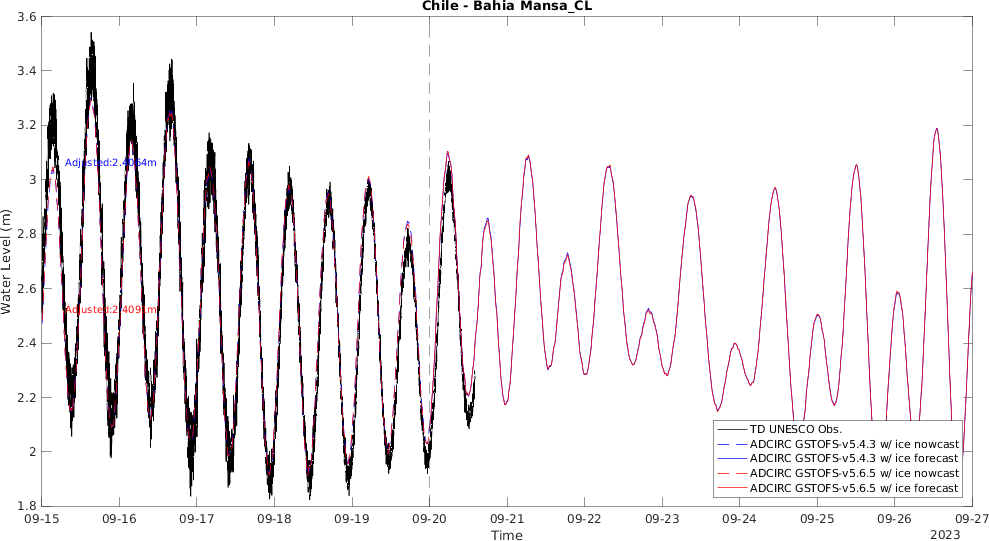 Chile - Bahia Mansa_CL
Water Level (m)
3.6
3.4
3.2
3
2.8
2.6
2.4
2.2
2
1.8
Adjusted:2.4064m
Adjusted:2.4091m
TD UNESCO Obs.
ADCIRC GSTOFS-v5.4.3 w/ ice nowcast
ADCIRC GSTOFS-v5.4.3 w/ ice forecast
ADCIRC GSTOFS-v5.6.5 w/ ice nowcast
ADCIRC GSTOFS-v5.6.5 w/ ice forecast
09-15 09-16 09-17 09-18 09-19 09-20 09-21 09-22 09-23 09-24 09-25 09-26 09-27
Time
2023